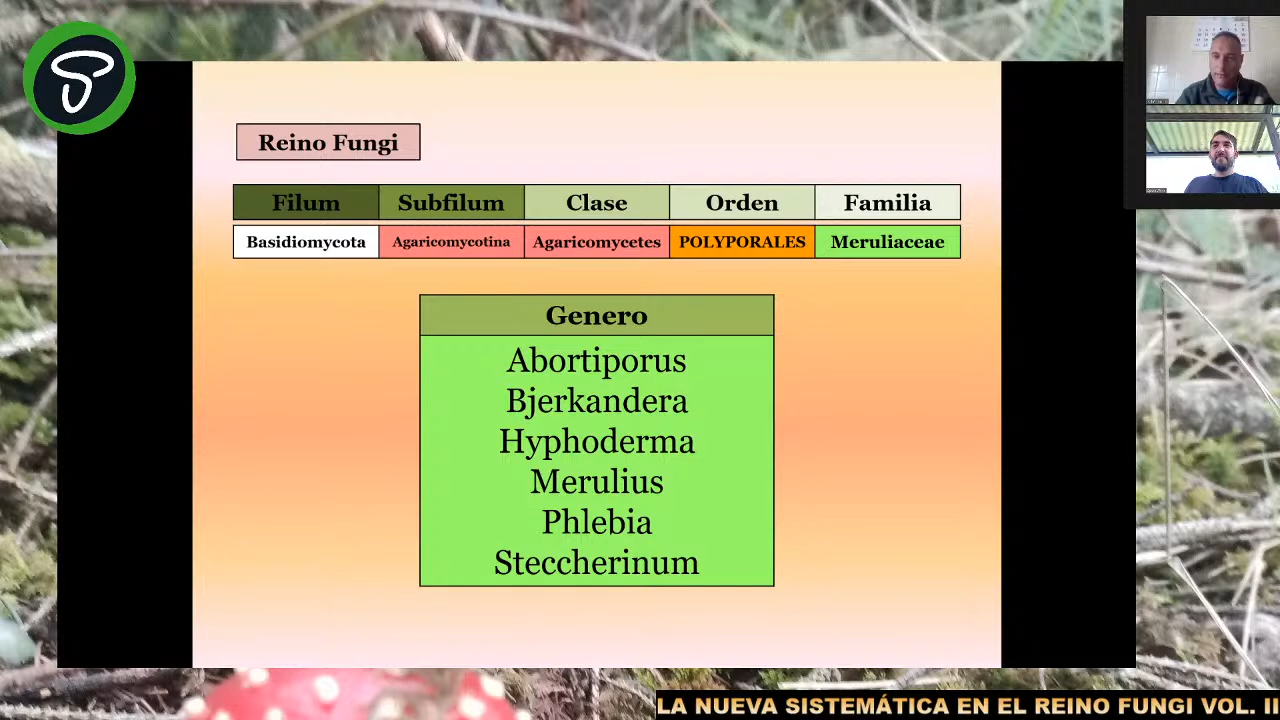 Reino Fungi
Filum Subfilum Clase Orden Familia
Basidiomycota Agaricomycotina Agaricomycetes POLYPORALES Meruliaceae
Genero
Abortiporus
Bjerkandera
Hyphoderma
Merulius
Phlebia
Steccherinum
LA NUEVA SISTEMÁTICA EN EL REINO FUNGI VOL. II